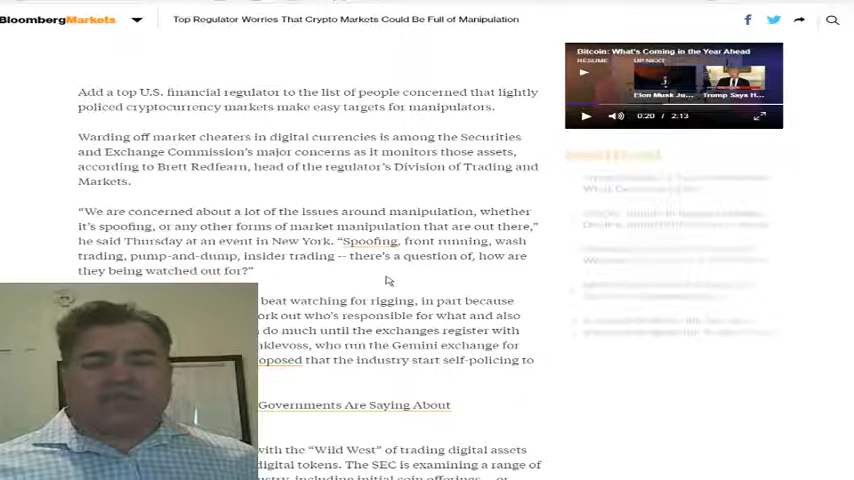 BloombergMarkets
Top Regulator Worries That Crypto Markets Could Be Full of Manipulation
Bitcoin: What's Coming in the Year Ahead
RESUME
UP NEXT
Elon Musk Ju...
Trump Says H...
0:20 / 2:13
Add a top U.S. financial regulator to the list of people concerned that lightly
policed cryptocurrency markets make easy targets for manipulators.
Warding off market cheaters in digital currencies is among the Securities
and Exchange Commission's major concerns as it monitors those assets,
according to Brett Redfearn, head of the regulator's Division of Trading and
Markets.
“We are concerned about a lot of the issues around manipulation, whether
it's spoofing, or any other forms of market manipulation that are out there,”
he said Thursday at an event in New York. “Spoofing, front running, wash
trading, pump-and-dump, insider trading -- there's a question of, how are
they being watched out for?”
beat watching for rigging, in part because
ork out who's responsible for what and also
do much until the exchanges register with
nklevoss, who run the Gemini exchange for
oposed that the industry start self-policing to
Governments Are Saying About
with the “Wild West” of trading digital assets
digital tokens. The SEC is examining a range of
ustry, including initial coin offerings -- or